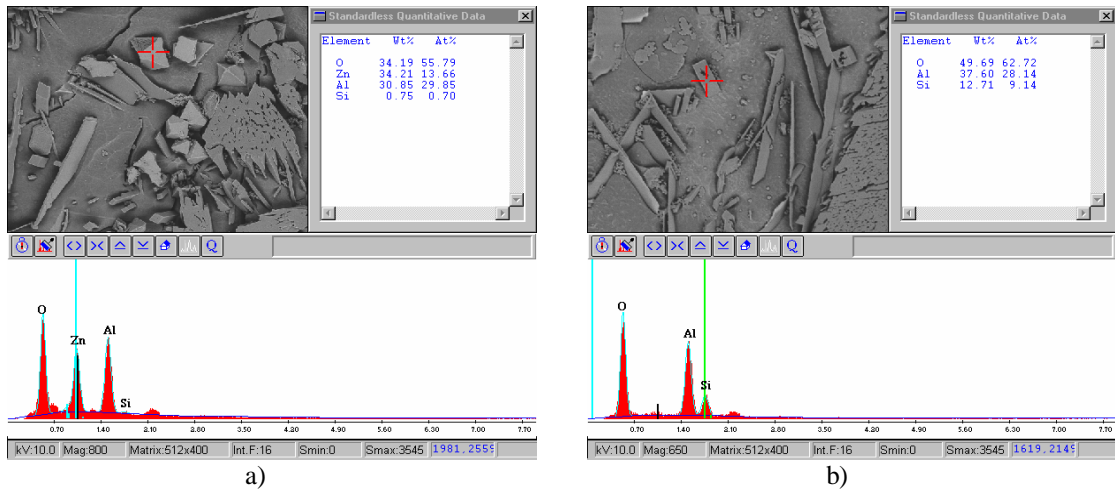 Standardless Quantitative Data
Element Wt% At%
O 34.19 55.79
Zn 34.21 13.66
Al 30.85 29.85
Si 0.75 0.70
Q
O
Zn
Al
Si
0.70 1.40 2.10 2.80 3.50 4.20 4.90 5.60 6.30 7.00 7.70
kV:10.0 Mag:800 Matrix:512x400 Int.F:16 Smin:0 Smax:3545 1981,2559
a)
Standardless Quantitative Data
Element Wt% At%
O 49.69 62.72
Al 37.60 28.14
Si 12.71 9.14
Q
O
Al
Si
0.70 1.40 2.10 2.80 3.50 4.20 4.90 5.60 6.30 7.00 7.70
kV:10.0 Mag:650 Matrix:512x400 Int.F:16 Smin:0 Smax:3545 1619,2149
b)